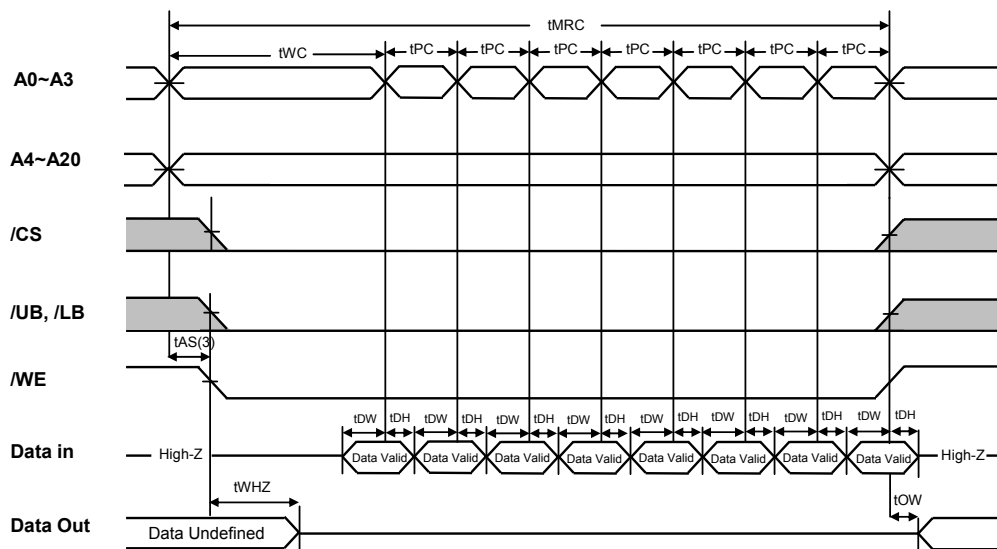 tMRC
tWC tPC tPC tPC tPC tPC tPC tPC
A0~A3
A4~A20
/CS
/UB, /LB
tAS(3)
/WE
tDW tDH tDW tDH tDW tDH tDW tDH tDW tDH tDW tDH tDW tDH tDW tDH
Data in High-Z Data Valid Data Valid Data Valid Data Valid Data Valid Data Valid Data Valid Data Valid High-Z
tWHZ tOW
Data Out Data Undefined